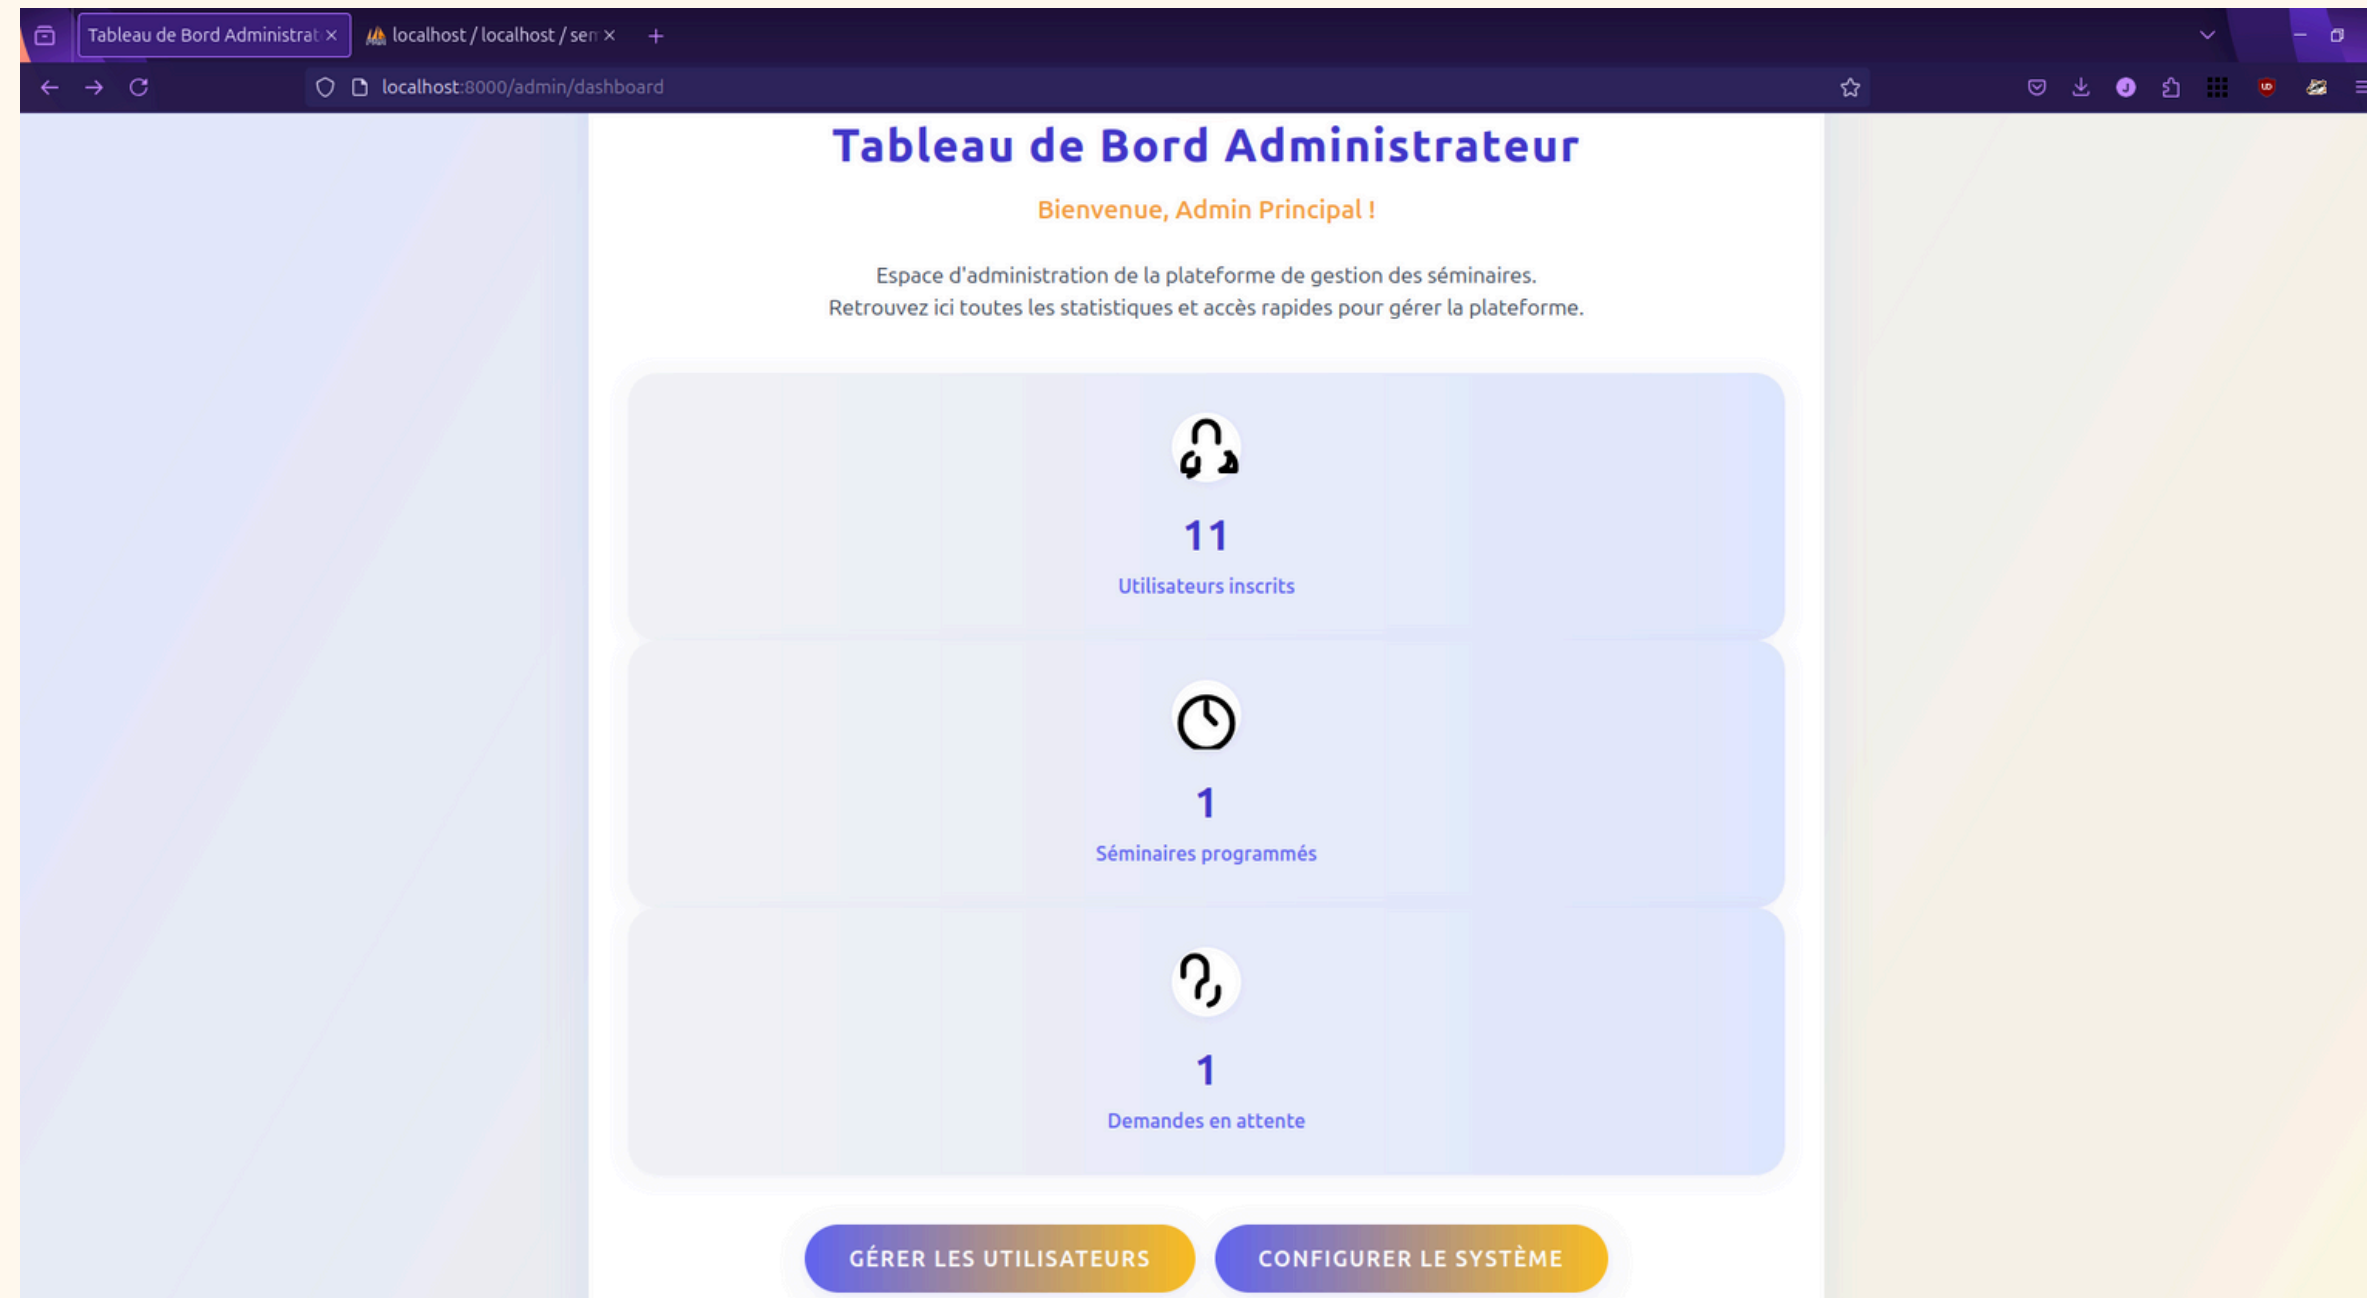 Tableau de Bord Administrat
localhost / localhost / sem
localhost:8000/admin/dashboard
Tableau de Bord Administrateur
Bienvenue, Admin Principal !
Espace d'administration de la plateforme de gestion des séminaires.
Retrouvez ici toutes les statistiques et accès rapides pour gérer la plateforme.
11
Utilisateurs inscrits
1
Séminaires programmés
1
Demandes en attente
GÉRER LES UTILISATEURS
CONFIGURER LE SYSTÈME